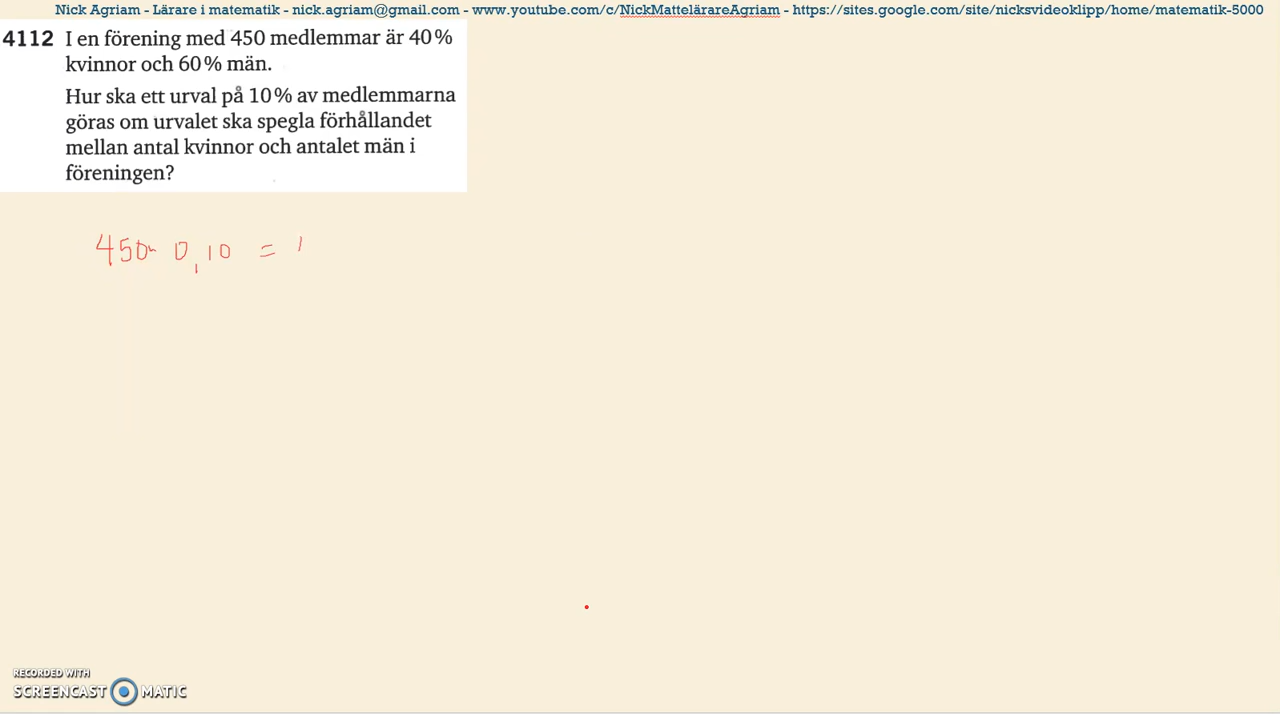 Nick Agriam - Lärare i matematik - nick.agriam@gmail.com - www.youtube.com/c/NickMattelärareAgriam - https://sites.google.com/site/nicksvideoklipp/home/matematik-5000
4112 I en förening med 450 medlemmar är 40% 
kvinnor och 60% män.
Hur ska ett urval på 10% av medlemmarna
göras om urvalet ska spegla förhållandet
mellan antal kvinnor och antalet män i
föreningen?
450 · 0,10 =
RECORDED WITH
SCREENCAST MATIC